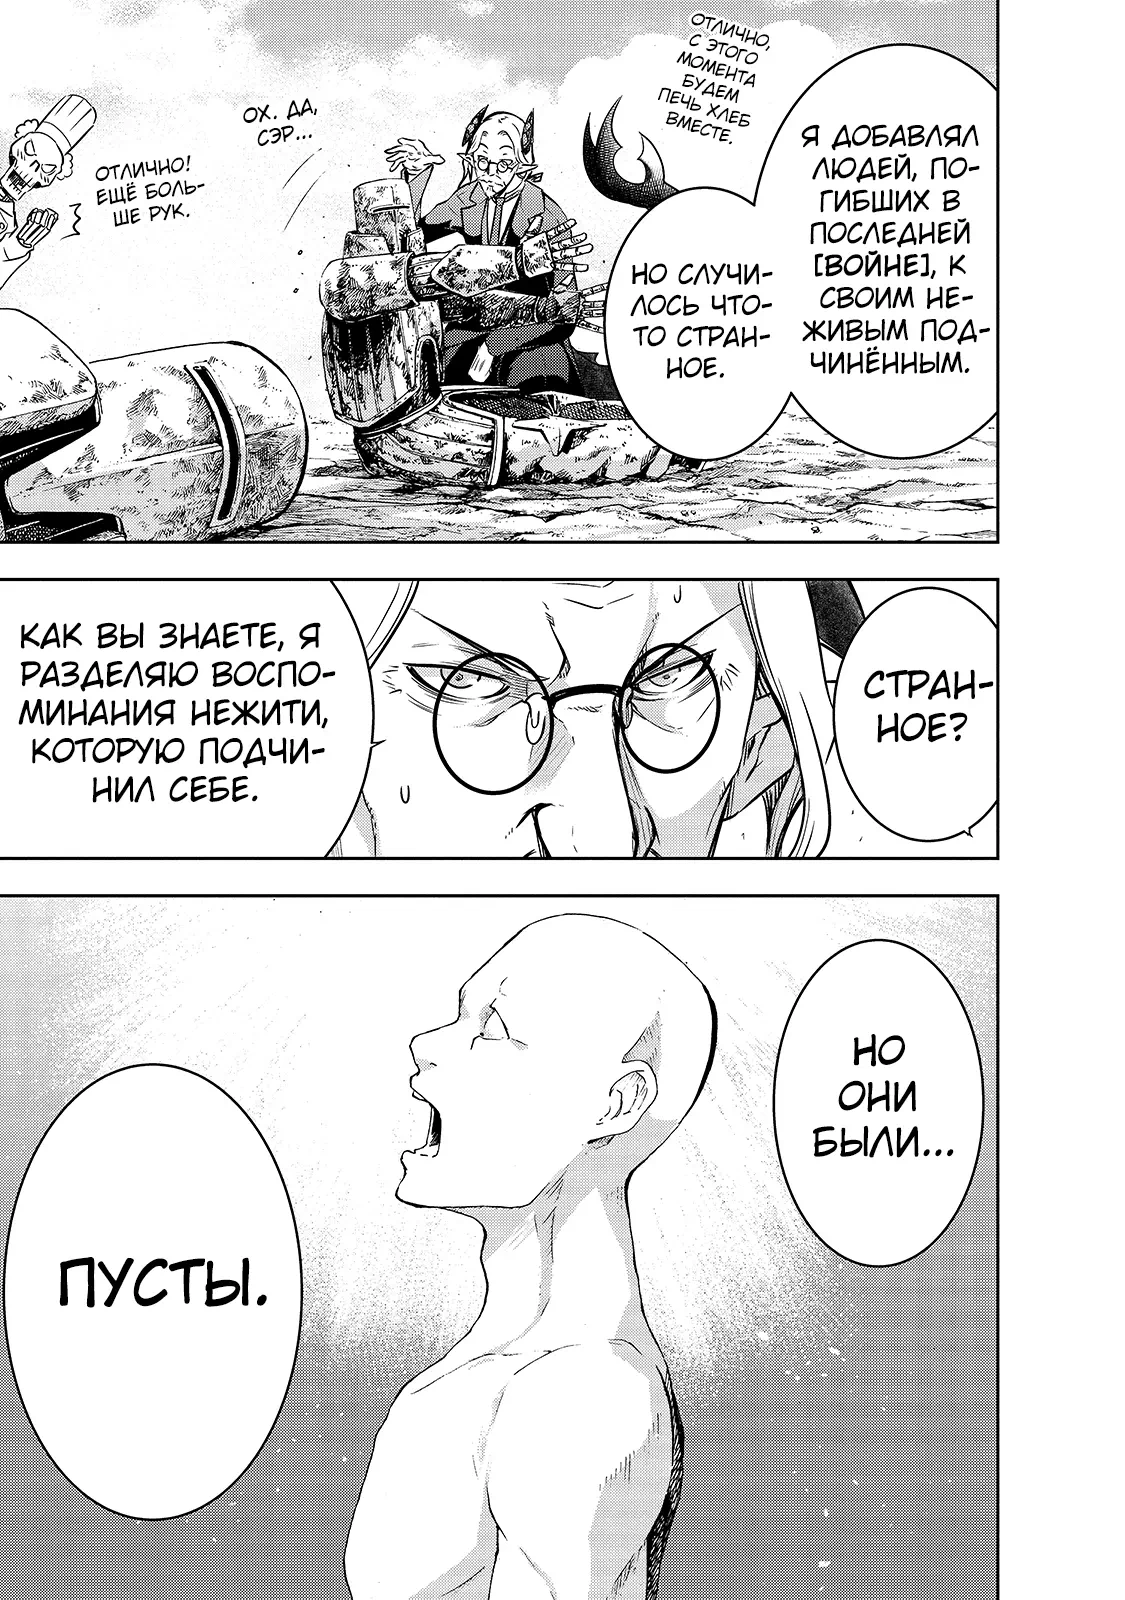 Я ДОБАВЛЯЛ
ЛЮДЕЙ, ПО-
ГИБШИХ В
ПОСЛЕДНЕЙ
[ВОЙНЕ], К
СВОИМ НЕ-
ЖИВЫМ ПОД-
ЧИНЁННЫМ.
НО СЛУЧИ-
ЛОСЬ ЧТО-
ТО СТРАН-
НОЕ.
ОТЛИЧНО,
С ЭТОГО
МОМЕНТА
БУДЕМ
ПЕЧЬ ХЛЕБ
ВМЕСТЕ.
ОХ. ДА,
СЭР...
ОТЛИЧНО!
ЕЩЁ БОЛЬ-
ШЕ РУК.
СТРАН-
НОЕ?
КАК ВЫ ЗНАЕТЕ, Я
РАЗДЕЛЯЮ ВОСПО-
МИНАНИЯ НЕЖИТИ,
КОТОРУЮ ПОДЧИ-
НИЛ СЕБЕ.
НО
ОНИ
БЫЛИ...
ПУСТЫ.